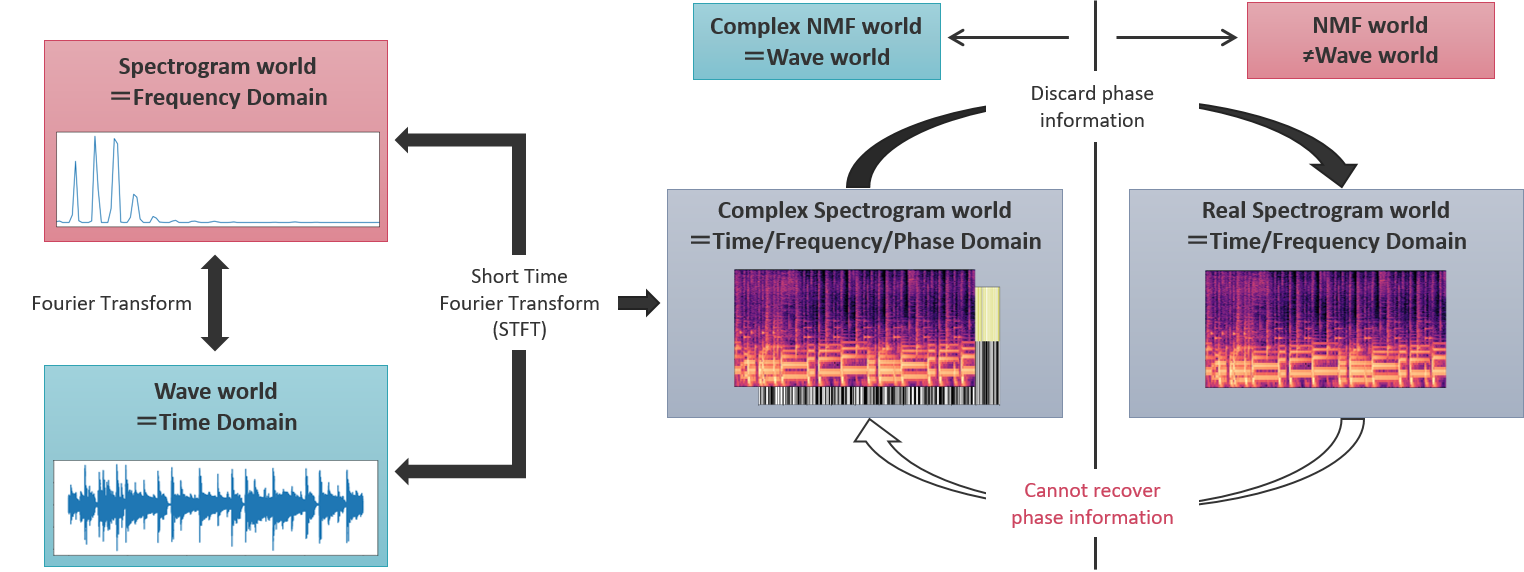 Spectrogram world
＝Frequency Domain
Fourier Transform
Wave world
＝Time Domain
Short Time
Fourier Transform
(STFT)
Complex NMF world
＝Wave world
NMF world
≠Wave world
Discard phase
information
Complex Spectrogram world
＝Time/Frequency/Phase Domain
Real Spectrogram world
＝Time/Frequency Domain
Cannot recover
phase information